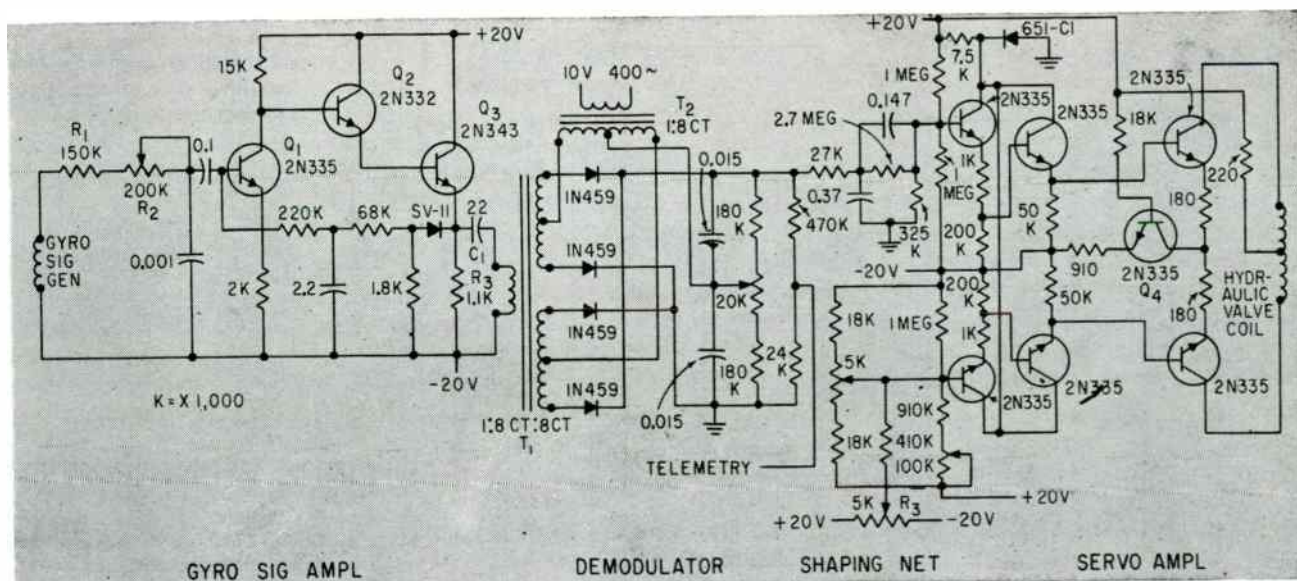 +20V
15K
Q2
2N332
Q3
2N343
R1
150K
200K
R2
0.1
Q1
2N335
GYRO
SIG
GEN
0.001
220K
68K
SV-11
22
C1
2K
2.2
1.8K
R3
1.1K
-20V
K = X 1,000
10V 400~
T2
1:8CT
1N459
1N459
1N459
1N459
1:8 CT:8CT
T1
0.015
180
K
20K
180
K
0.015
470K
24
K
TELEMETRY
27K
0.147
2.7 MEG
0.37
325
K
+20V
7.5
K
651-C1
1 MEG
2N335
1K
1
MEG
200
K
-20V
200
K
1 MEG
1K
18K
5K
18K
2N335
910K
410K
100K
+20V
5K
R3
+20V
-20V
2N335
50
K
50K
2N335
2N335
18K
910
2N335
Q4
180
220
180
2N335
HYDR-
AULIC
VALVE
COIL
GYRO SIG AMPL
DEMODULATOR
SHAPING NET
SERVO AMPL